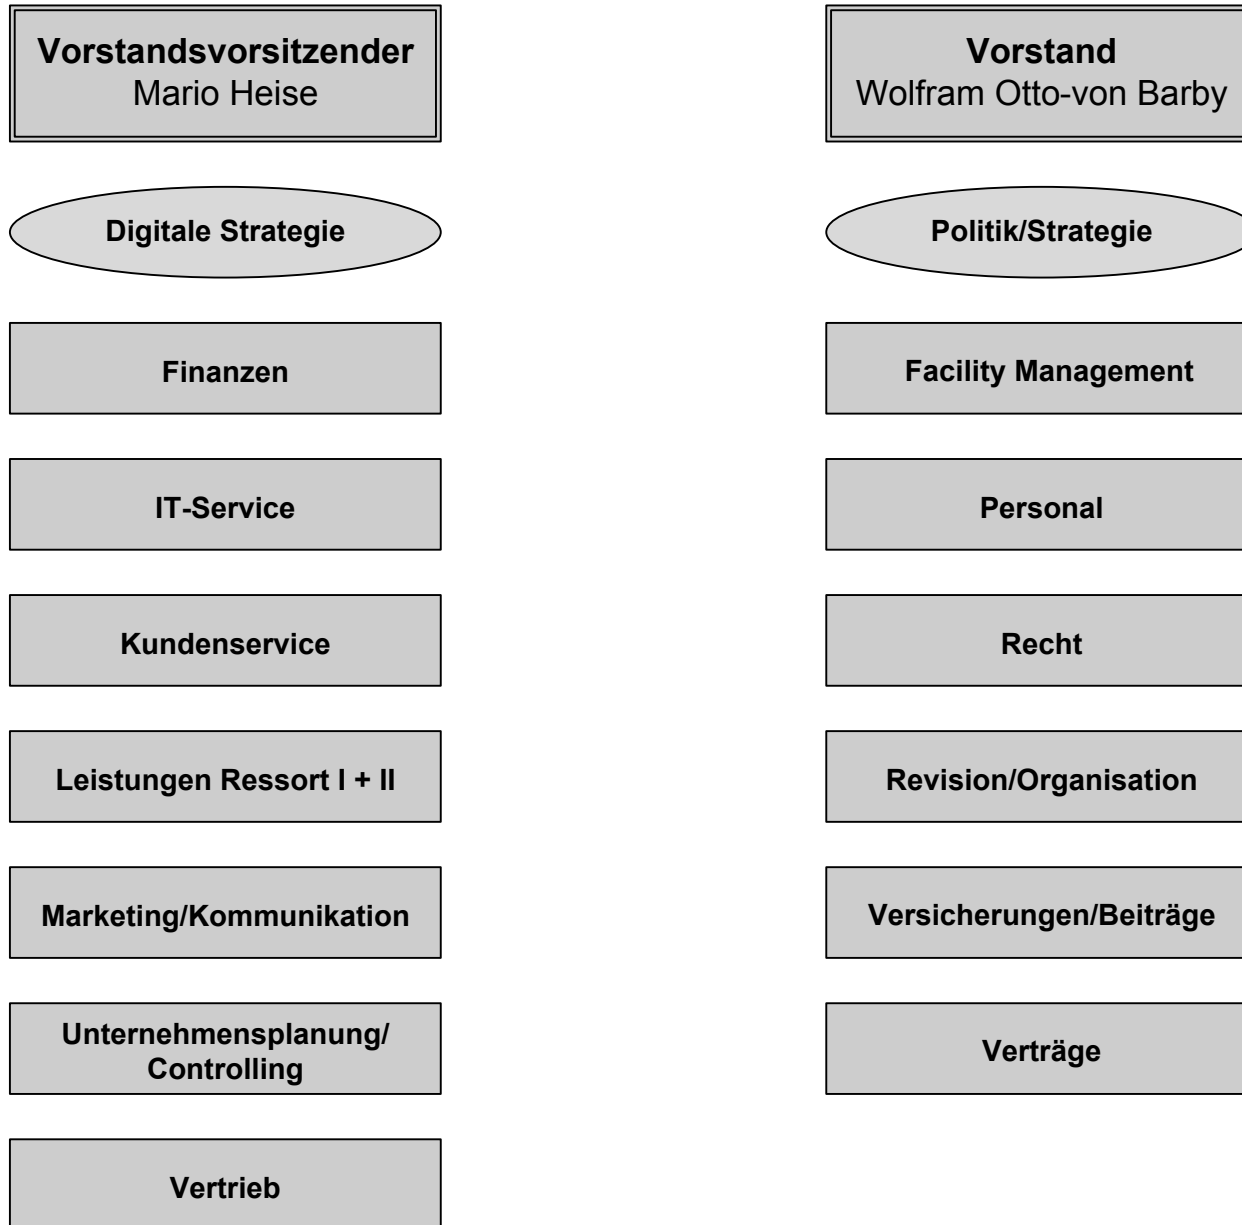 Vorstandsvorsitzender
Mario Heise
Digitale Strategie
Finanzen
IT-Service
Kundenservice
Leistungen Ressort I + II
Marketing/Kommunikation
Unternehmensplanung/
Controlling
Vertrieb
Vorstand
Wolfram Otto-von Barby
Politik/Strategie
Facility Management
Personal
Recht
Revision/Organisation
Versicherungen/Beiträge
Verträge